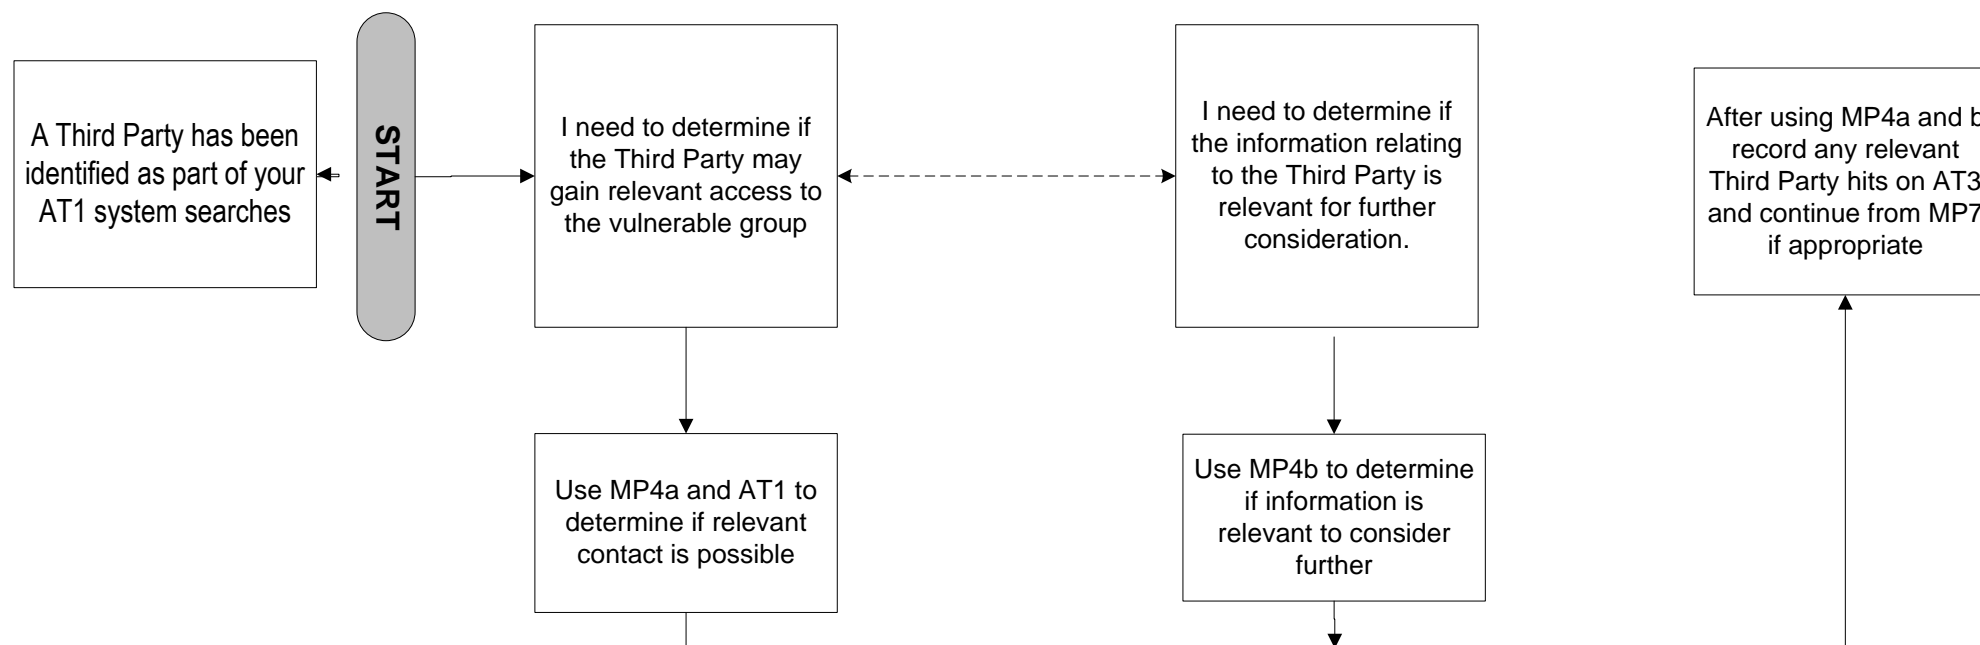 A Third Party has been
identified as part of your
AT1 system searches
START
I need to determine if
the Third Party may
gain relevant access to
the vulnerable group
I need to determine if
the information relating
to the Third Party is
relevant for further
consideration.
After using MP4a and b
record any relevant
Third Party hits on AT3
and continue from MP7
if appropriate
Use MP4a and AT1 to
determine if relevant
contact is possible
Use MP4b to determine
if information is
relevant to consider
further